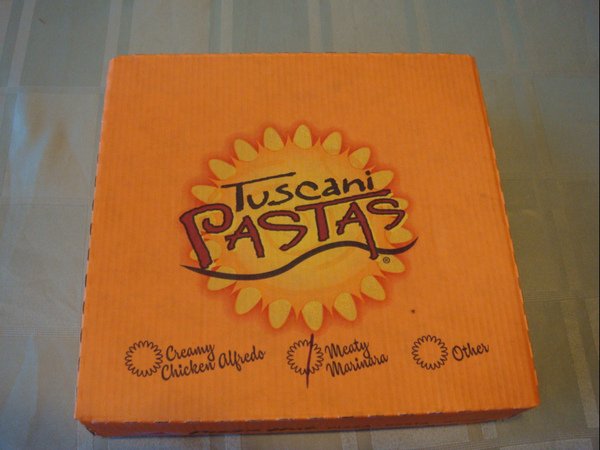 Tuscani
PASTAS®
Creamy
Chicken Alfredo
Meaty
Marinara
Other